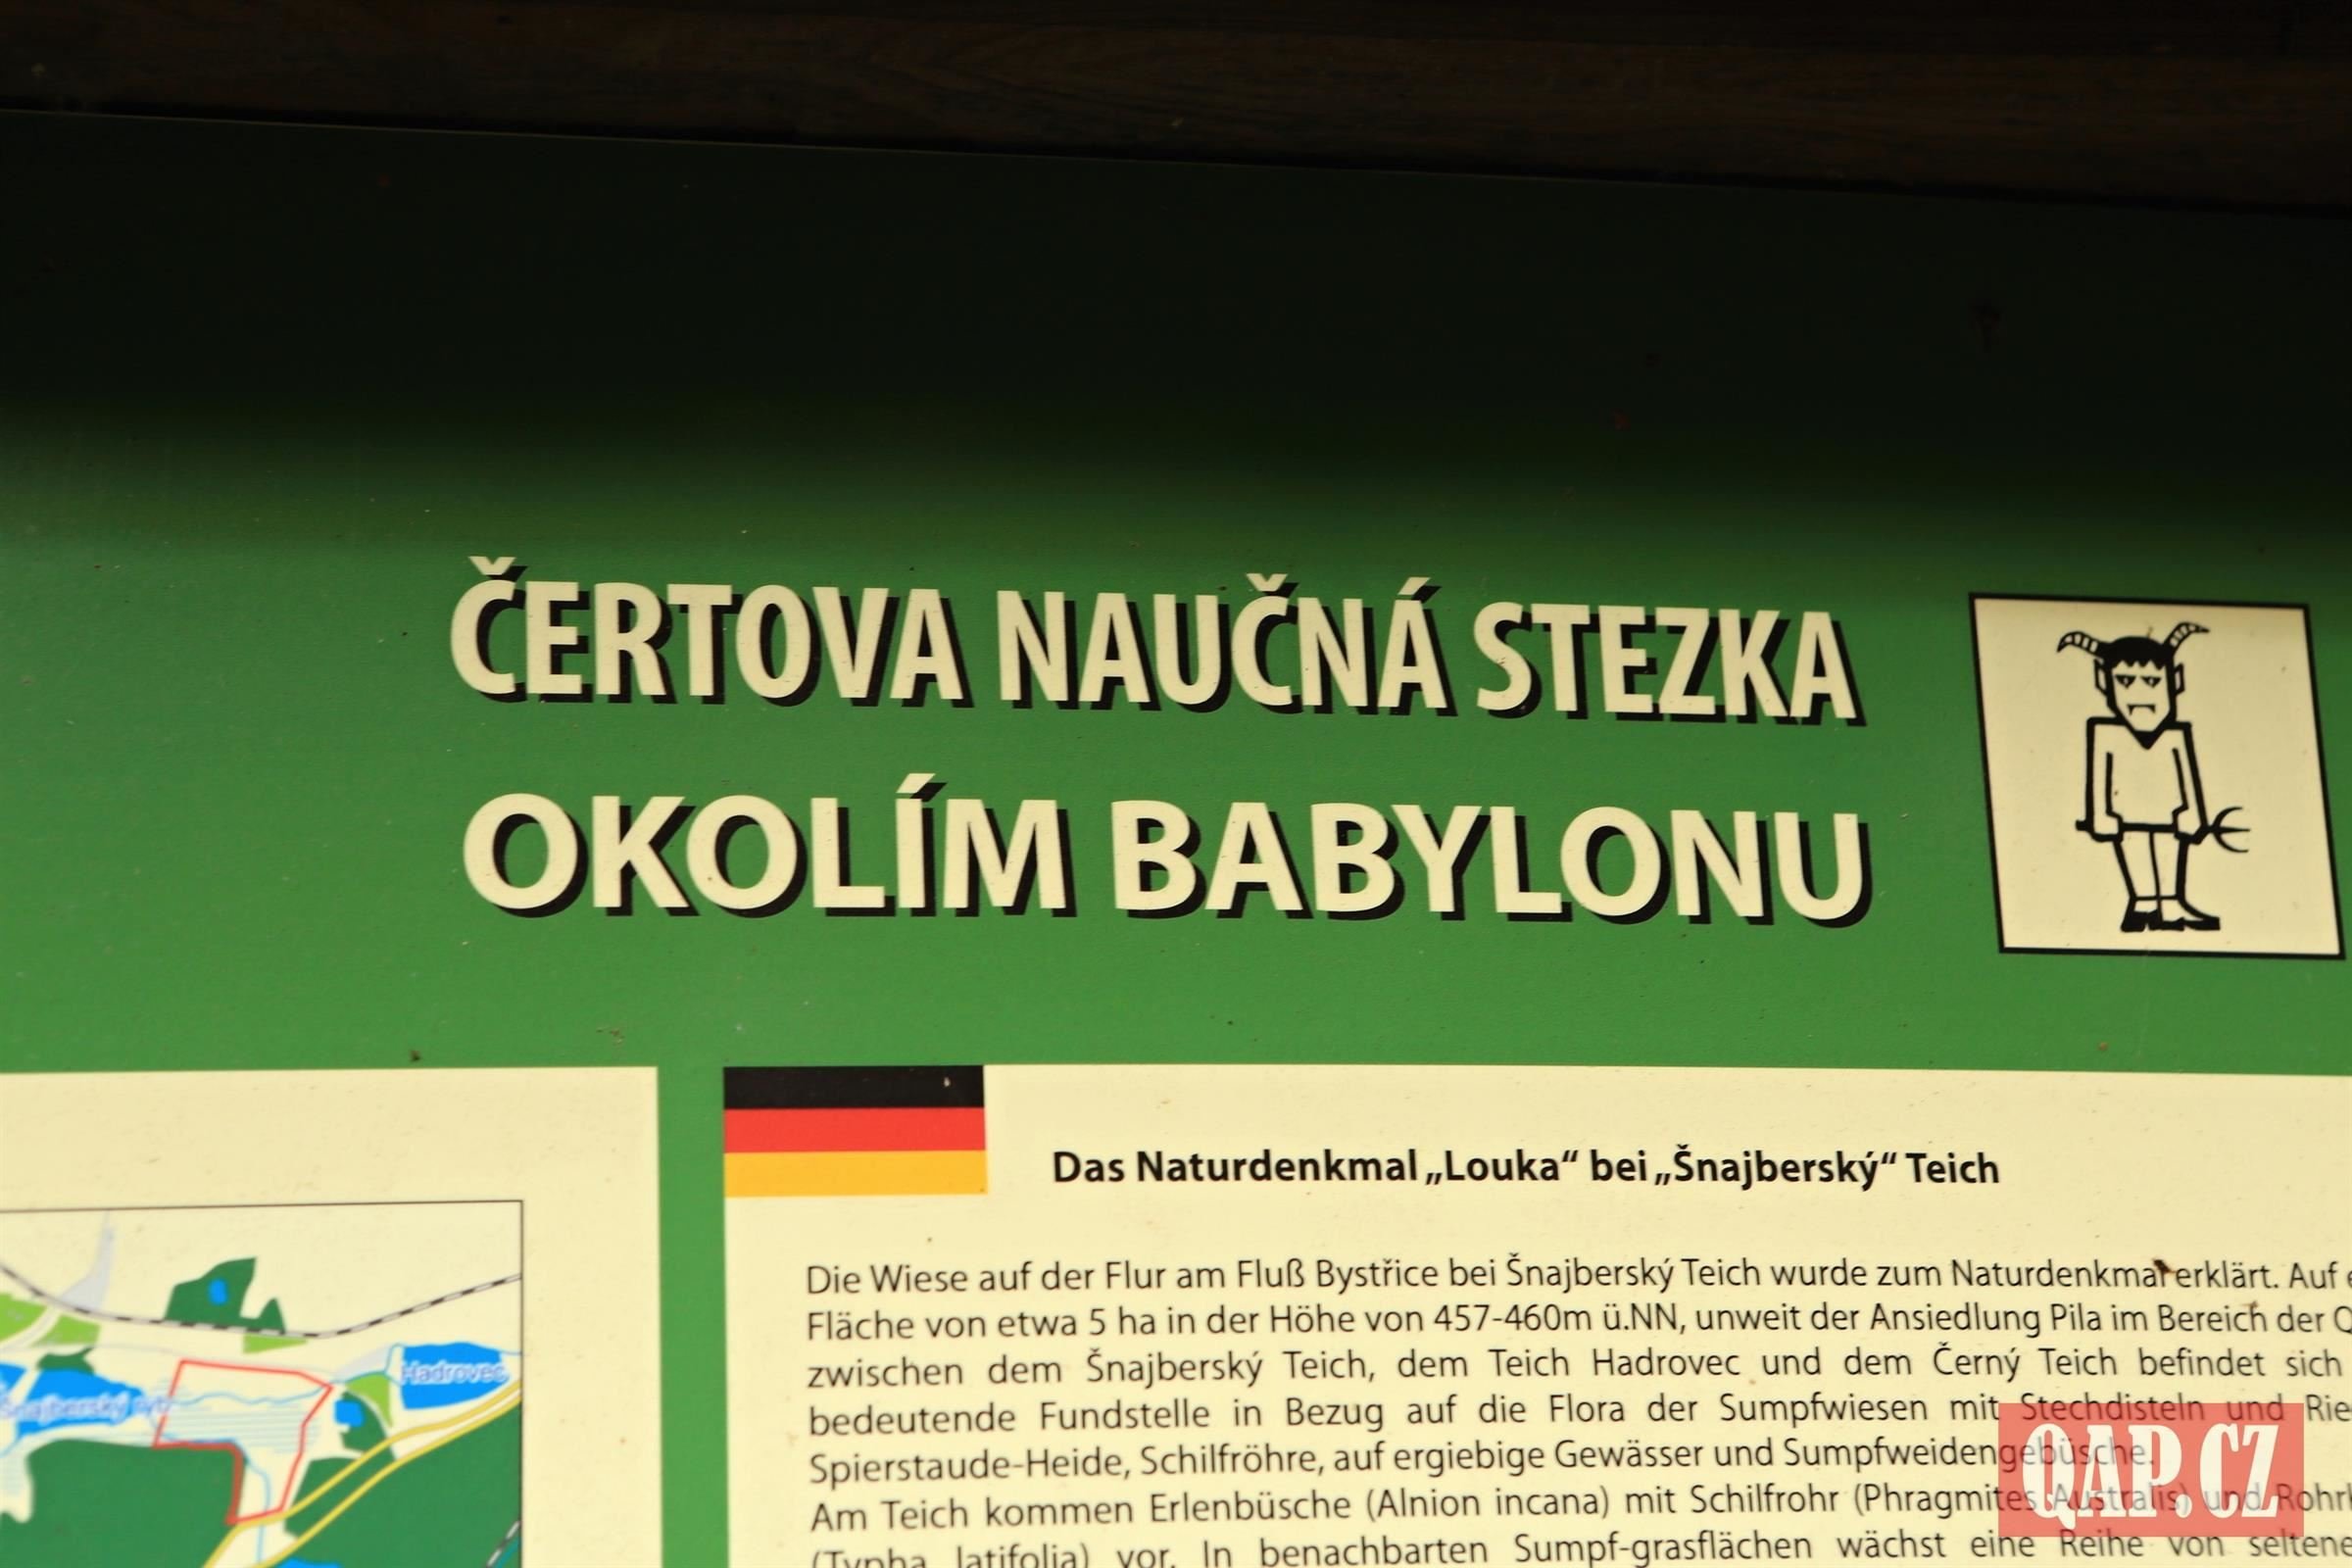 ČERTOVA NAUČNÁ STEZKA
OKOLÍM BABYLONU
Das Naturdenkmal „Louka“ bei „Šnajberský“ Teich
Die Wiese auf der Flur am Fluß Bystřice bei Šnajberský Teich wurde zum Naturdenkmal erklärt. Auf
Fläche von etwa 5 ha in der Höhe von 457-460m ü.NN, unweit der Ansiedlung Pila im Bereich der
zwischen dem Šnajberský Teich, dem Teich Hadrovec und dem Černý Teich befindet sich
bedeutende Fundstelle in Bezug auf die Flora der Sumpfwiesen mit Stechdisteln und
Spierstaude-Heide, Schilfröhre, auf ergiebige Gewässer und Sumpfweidengebüsche.
Am Teich kommen Erlenbüsche (Alnion incana) mit Schilfrohr (Phragmites Australis) und
(Typha latifolia) vor. In benachbarten Sumpf-grasflächen wächst eine Reihe von
Hadrovec
Šnajberský ryb.
QAP.CZ